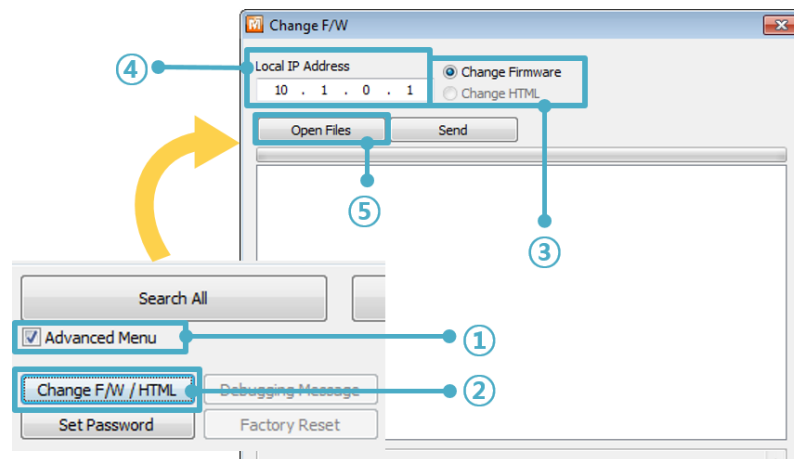 Change F/W
④
Local IP Address
10 . 1 . 0 . 1
Change Firmware
Change HTML
Open Files
Send
⑤
③
Search All
Advanced Menu
①
Change F/W / HTML
Debugging Message
②
Set Password
Factory Reset